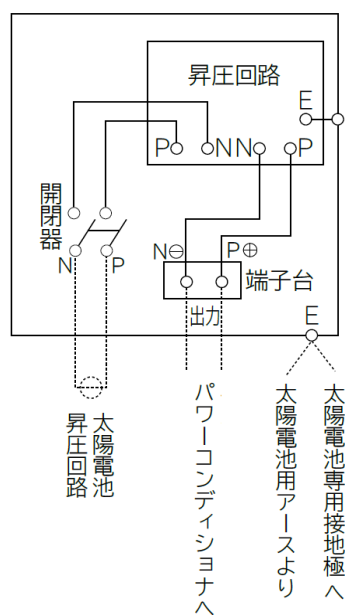 昇圧回路
E
P N N P
開閉器
N P
N⊖ P⊕
端子台
出力
E
太陽電池
昇圧回路
パワーコンディショナへ
太陽電池専用接地極へ
太陽電池用アースより